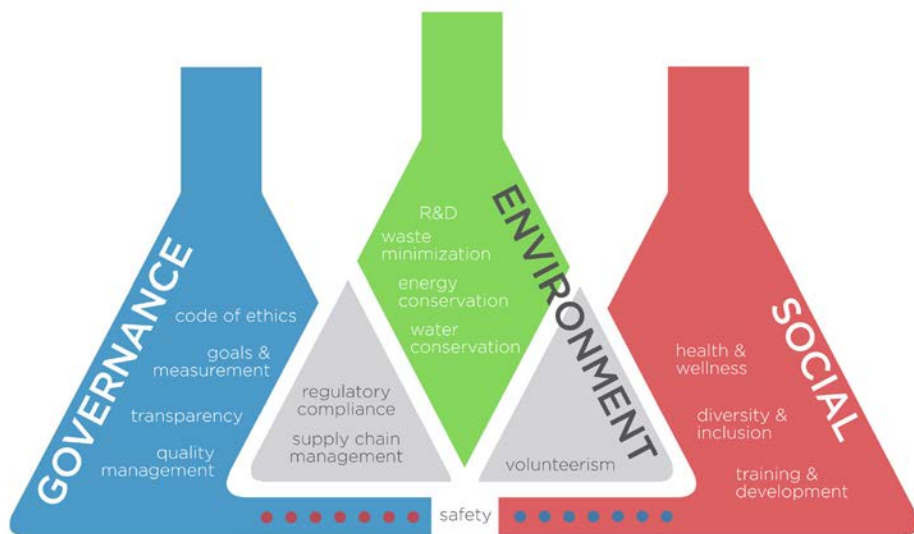 GOVERNANCE
code of ethics
goals &
measurement
transparency
quality
management
regulatory
compliance
supply chain
management
ENVIRONMENT
R&D
waste
minimization
energy
conservation
water
conservation
volunteerism
safety
SOCIAL
health &
wellness
diversity &
inclusion
training &
development